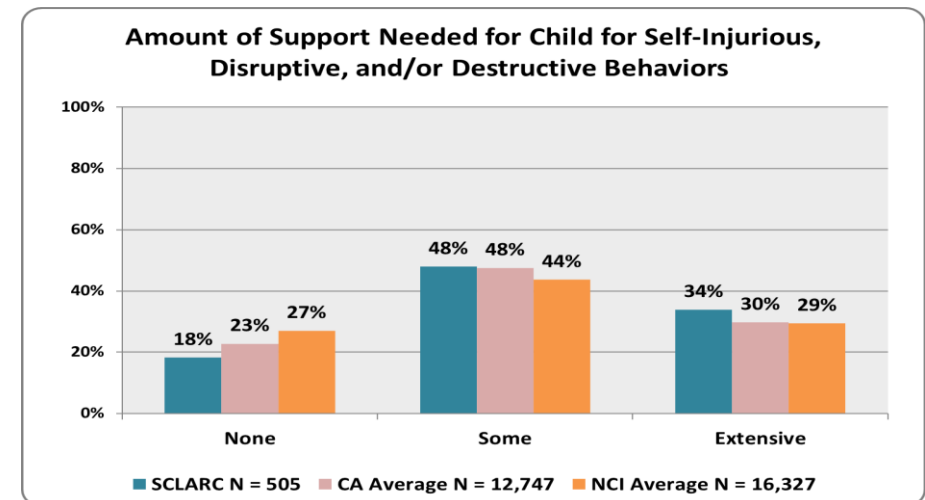 Amount of Support Needed for Child for Self-Injurious,
Disruptive, and/or Destructive Behaviors
100%
80%
60%
40%
20%
0%
18%
23%
27%
48%
48%
44%
34%
30%
29%
None
Some
Extensive
SCLARC N = 505
CA Average N = 12,747
NCI Average N = 16,327